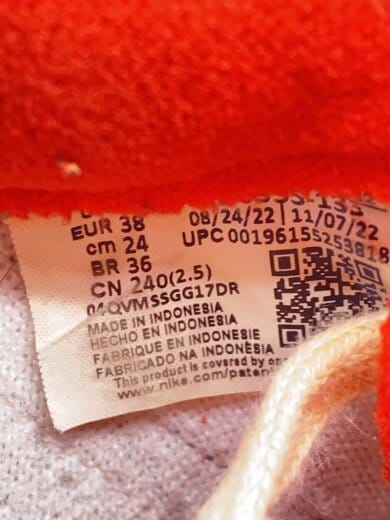 EUR 38
08/24/22 | 11/07/22
cm 24
UPC 00196155253818
BR 36
CN 240(2.5)
04QVMSSGG17DR
MADE IN INDONESIA
HECHO EN INDONESIA
FABRIQUE EN INDONESIE
FABRICADO NA INDONÉSIA
This product is covered by
www.nike.com/paten